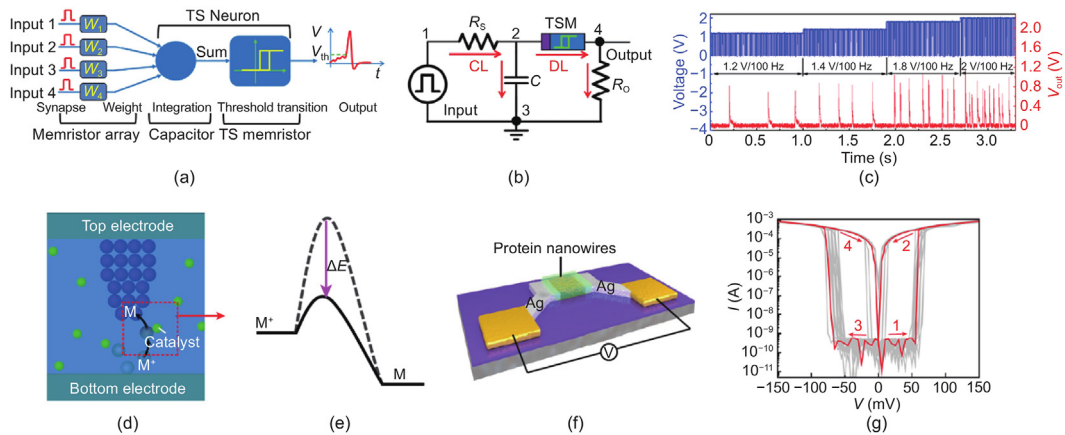 TS Neuron
Input 1
Input 2
Input 3
Input 4
W1
W2
W3
W4
Sum
V
Vth
t
Synapse
Weight
Integration
Threshold transition
Output
Memristor array
Capacitor
TS memristor
(a)
1
RS
2
TSM
4
CL
DL
Output
C
RO
Input
3
(b)
Voltage (V)
2
1
0
−1
−2
−3
−4
1.2 V/100 Hz
1.4 V/100 Hz
1.8 V/100 Hz
2 V/100 Hz
2.0
1.6
1.2
0.8
0.4
0
Vout (V)
0
0.5
1.0
1.5
2.0
2.5
3.0
Time (s)
(c)
Top electrode
M
Catalyst
M+
Bottom electrode
(d)
ΔE
M+
M
(e)
Protein nanowires
Ag
Ag
V
(f)
I (A)
10−3
10−4
10−5
10−6
10−7
10−8
10−9
10−10
10−11
4
2
3
1
−150
−100
−50
0
50
100
150
V (mV)
(g)